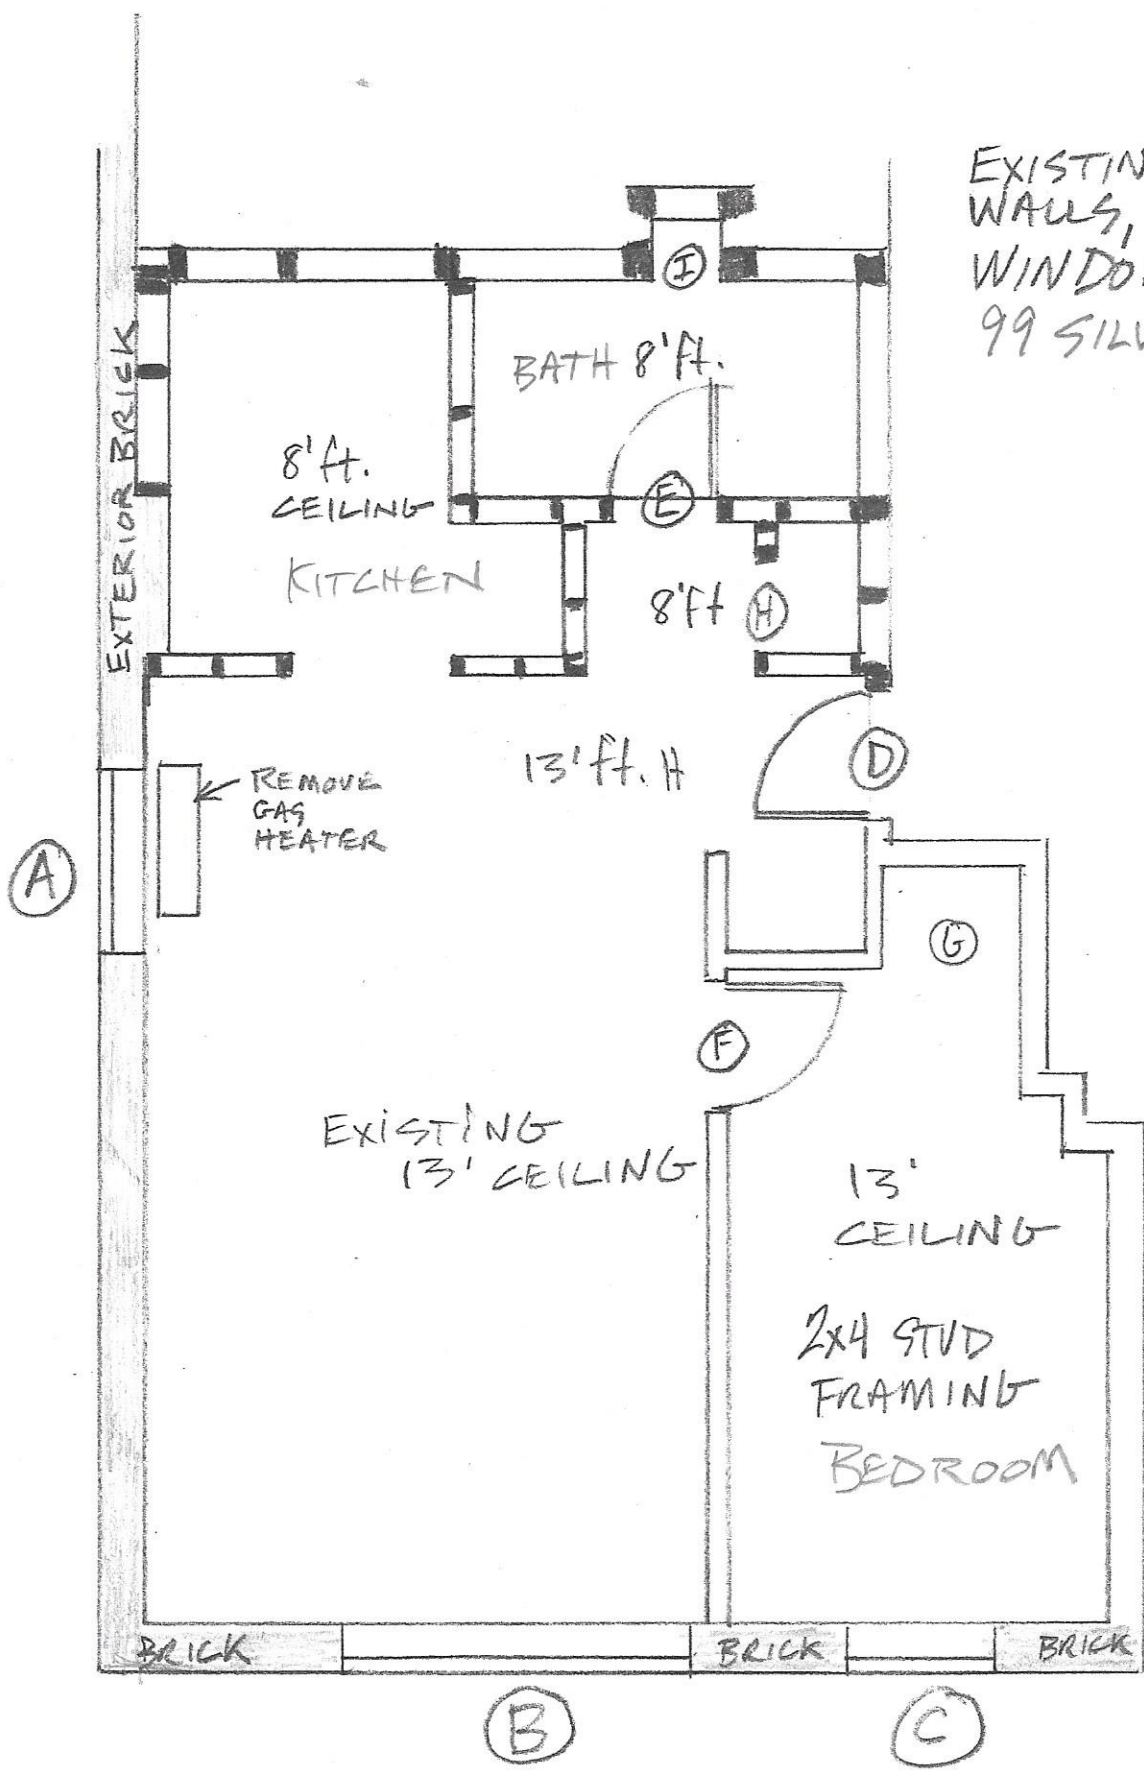 EXISTIN
WALLS,
WINDO
99 SIL
I
BATH 8'ft.
EXTERIOR BRICK
8'ft.
CEILING
E
KITCHEN
8'ft
H
13'ft. H
D
REMOVE
GAS
HEATER
A
G
F
EXISTING
13' CEILING
13'
CEILING
2x4 STUD
FRAMING
BEDROOM
BRICK
BRICK
BRICK
B
C